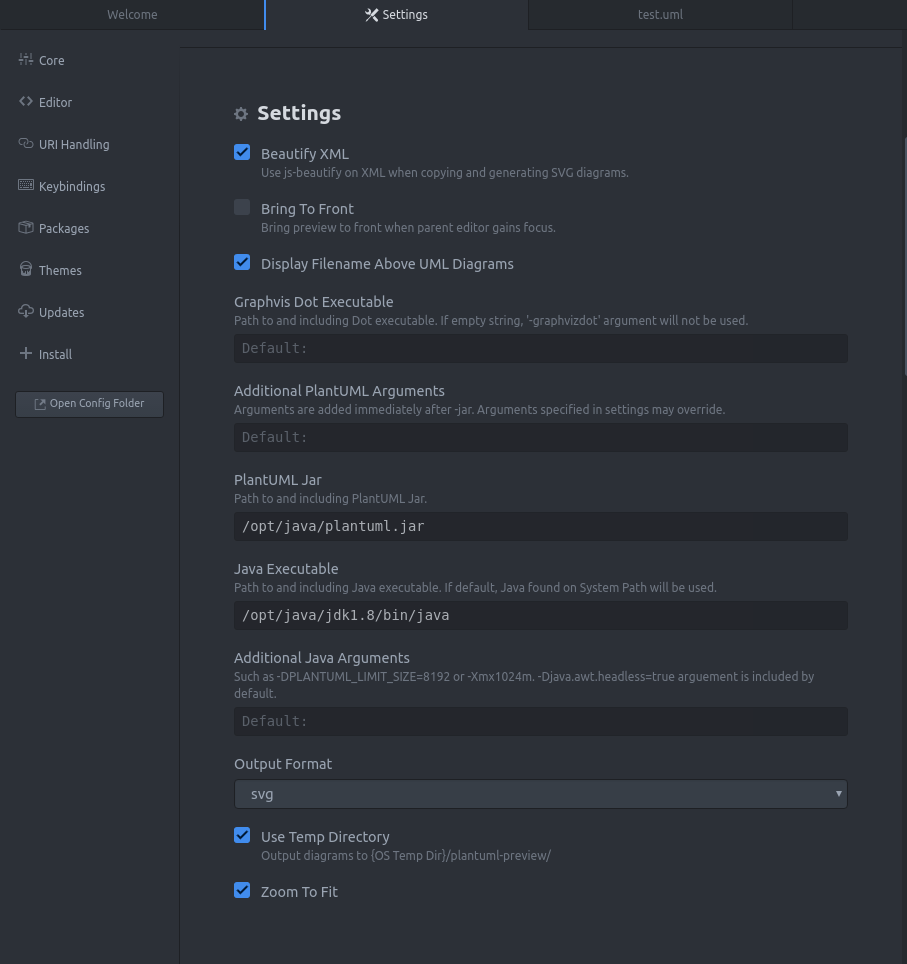 Welcome
Settings
test.uml
Core
Editor
URI Handling
Keybindings
Packages
Themes
Updates
Install
Open Config Folder
Settings
Beautify XML
Use js-beautify on XML when copying and generating SVG diagrams.
Bring To Front
Bring preview to front when parent editor gains focus.
Display Filename Above UML Diagrams
Graphvis Dot Executable
Path to and including Dot executable. If empty string, '-graphvizdot' argument will not be used.
Default:
Additional PlantUML Arguments
Arguments are added immediately after -jar. Arguments specified in settings may override.
Default:
PlantUML Jar
Path to and including PlantUML Jar.
/opt/java/plantuml.jar
Java Executable
Path to and including Java executable. If default, Java found on System Path will be used.
/opt/java/jdk1.8/bin/java
Additional Java Arguments
Such as -DPLANTUML_LIMIT_SIZE=8192 or -Xmx1024m. -Djava.awt.headless=true arguement is included by
default.
Default:
Output Format
svg
Use Temp Directory
Output diagrams to {OS Temp Dir}/plantuml-preview/
Zoom To Fit